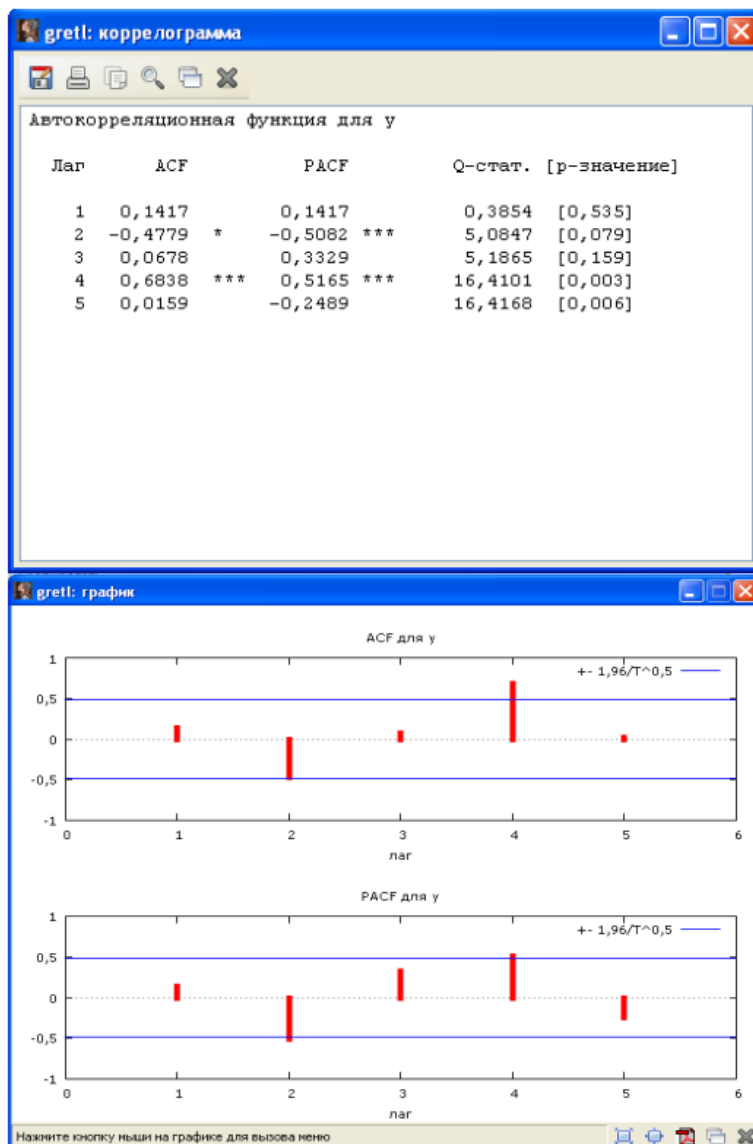 gretl: коррелограмма
Автокорреляционная функция для y
Лаг ACF PACF Q-стат. [p-значение]
1 0,1417 0,1417 0,3854 [0,535]
2 -0,4779 * -0,5082 *** 5,0847 [0,079]
3 0,0678 0,3329 5,1865 [0,159]
4 0,6838 *** 0,5165 *** 16,4101 [0,003]
5 0,0159 -0,2489 16,4168 [0,006]
gretl: график
ACF для y
+- 1,96/T^0,5
1
0,5
0
-0,5
-1
0 1 2 3 4 5 6
лаг
PACF для y
+- 1,96/T^0,5
1
0,5
0
-0,5
-1
0 1 2 3 4 5 6
лаг
Нажмите кнопку мыши на графике для вызова меню